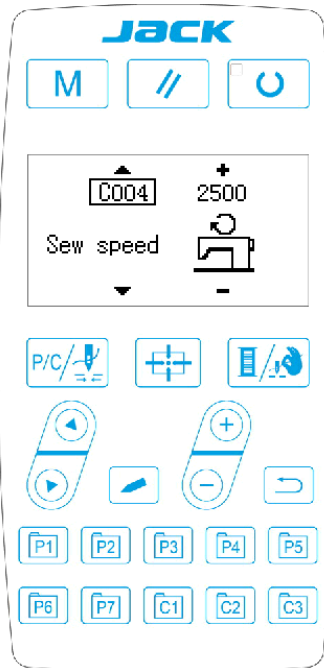 JACK
M
C004
2500
Sew speed
P/C
P1 P2 P3 P4 P5
P6 P7 C1 C2 C3